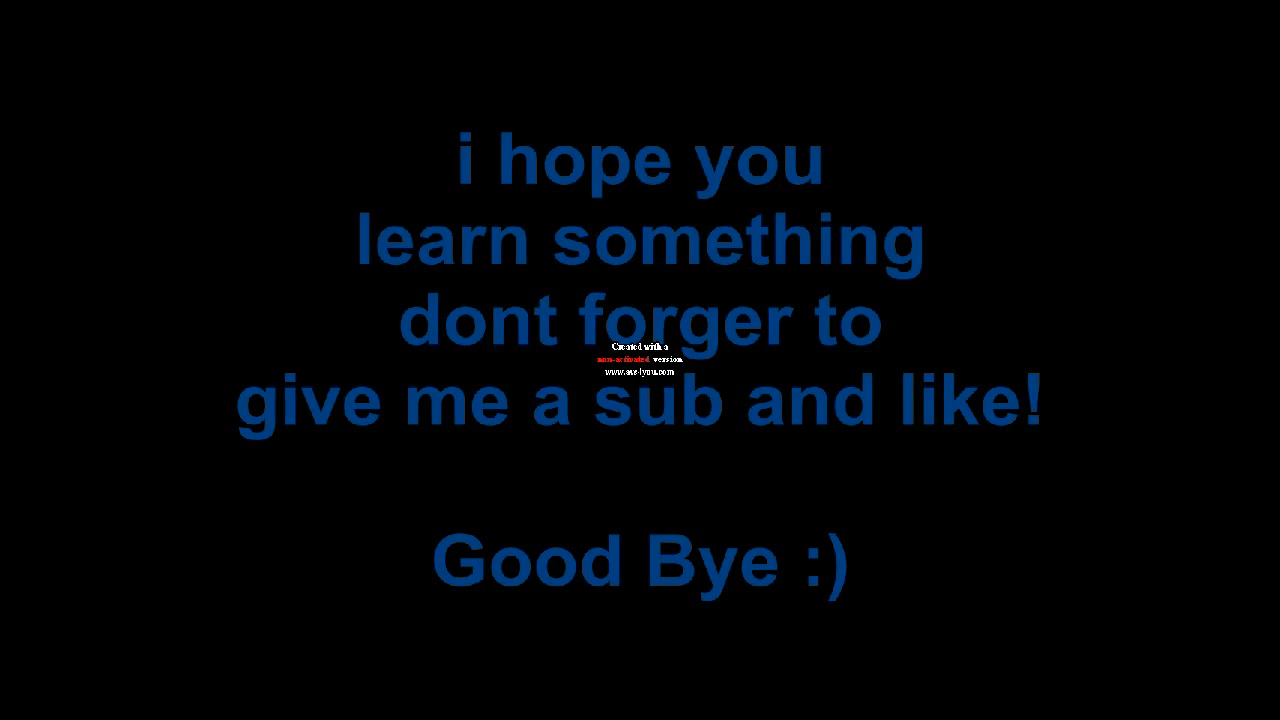 i hope you
learn something
dont forger to
Created with a
non-activated version
www.avs4you.com
give me a sub and like!
Good Bye :)